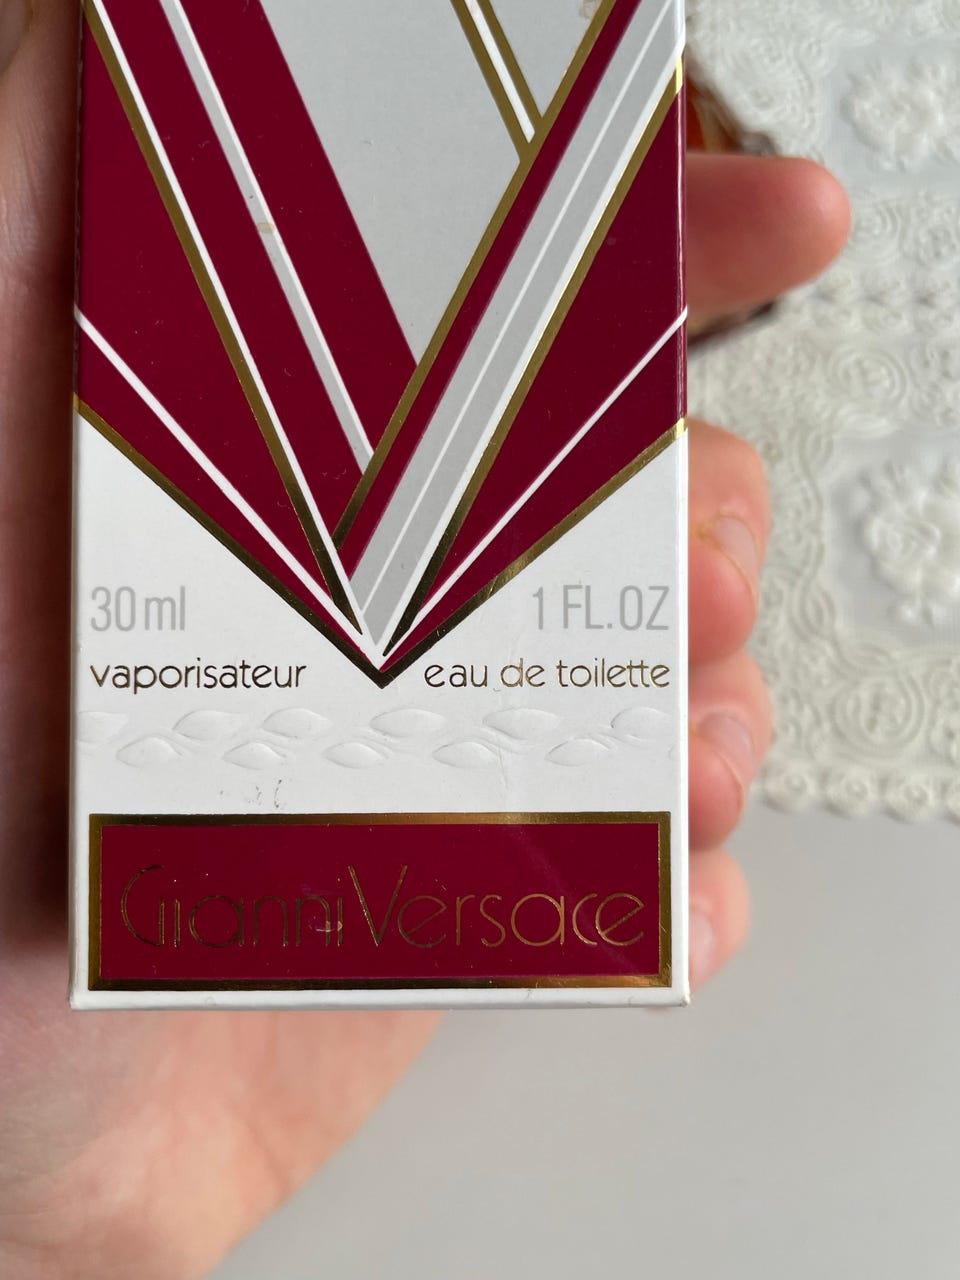 30ml 1 FL.OZ
vaporisateur eau de toilette
Gianni Versace